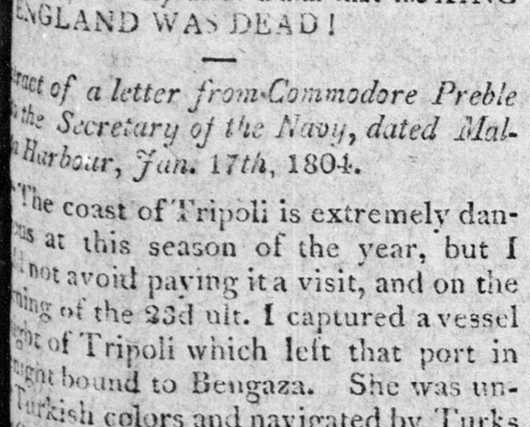 ENGLAND WAS DEAD!
of a letter from Commodore Preble
the Secretary of the Navy, dated Mal-
Harbour, Jan. 17th, 1804.
The coast of Tripoli is extremely dan-
at this season of the year, but I
not avoid paying it a visit, and on the
of the 23d ult. I captured a vessel
of Tripoli which left that port in
bound to Bengaza. She was un-
Turkish colors and navigated by Turks